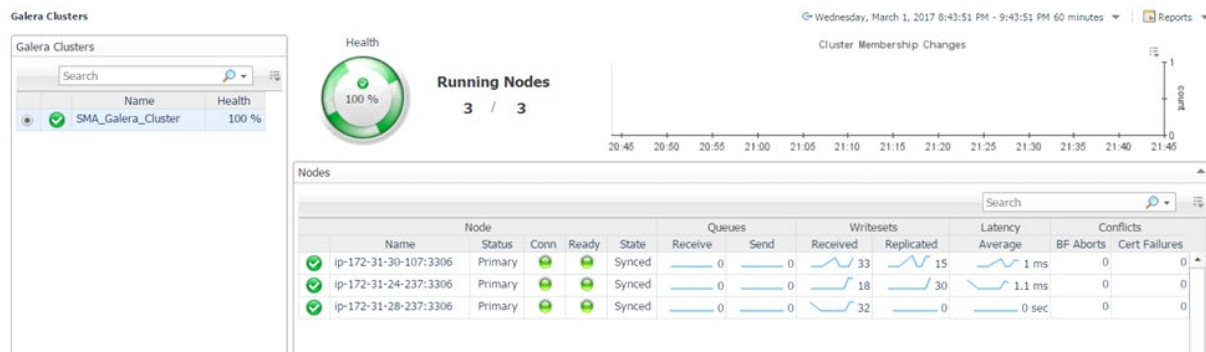 Galera Clusters
Wednesday, March 1, 2017 8:43:51 PM - 9:43:51 PM 60 minutes
Reports
Galera Clusters
Search
Name Health
SMA_Galera_Cluster 100 %
Health
100 %
Running Nodes
3 / 3
Cluster Membership Changes
1
count
0
20:45 20:50 20:55 21:00 21:05 21:10 21:15 21:20 21:25 21:30 21:35 21:40 21:45
Nodes
Search
Node Queues Writesets Latency Conflicts
Name Status Conn Ready State Receive Send Received Replicated Average BF Aborts Cert Failures
ip-172-31-30-107:3306 Primary Synced 0 0 33 15 1 ms 0 0
ip-172-31-24-237:3306 Primary Synced 0 0 18 30 1.1 ms 0 0
ip-172-31-28-237:3306 Primary Synced 0 0 32 0 0 sec 0 0